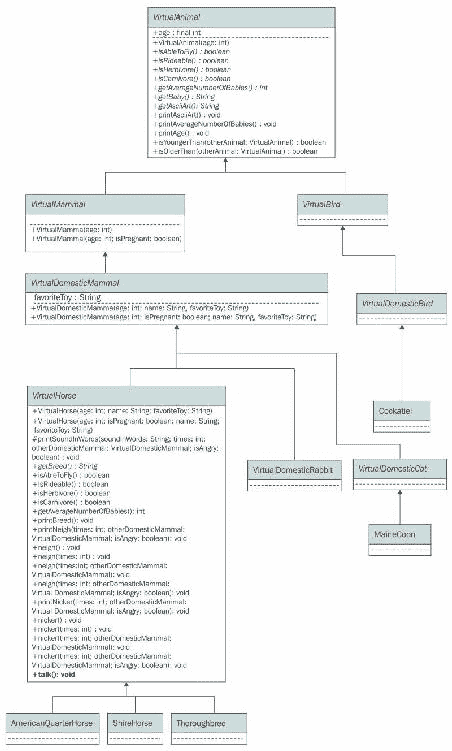 VirtualAnimal
+age : final int
+VirtualAnimal(age: int)
+isAbleToFly() : boolean
+isRideable() : boolean
+isHerbivore() : boolean
+isCarnivore() : boolean
+getAverageNumberOfBabies() : int
+getBaby() : String
+getAsciiArt() : String
+printAsciiArt() : void
+printAverageNumberOfBabies() : void
+printAge() : void
+isYoungerThan(otherAnimal: VirtualAnimal) : boolean
+isOlderThan(otherAnimal: VirtualAnimal) : boolean
VirtualMammal
+VirtualMammal(age: int)
+VirtualMammal(age: int; isPregnant: boolean)
VirtualBird
VirtualDomesticMammal
favoriteToy : String
+VirtualDomesticMammal(age: int; name: String, favoriteToy: String)
+VirtualDomesticMammal(age: int; isPregnant: boolean; name: String, favoriteToy: String)
VirtualDomesticBird
VirtualHorse
+VirtualHorse(age: int; name: String; favoriteToy: String)
+VirtualHorse(age: int; isPregnant: boolean; name: String;
favoriteToy: String)
#printSoundInWords(soundInWords: String; times: int;
otherDomesticMammal: VirtualDomesticMammal; isAngry:
boolean) : void
+getBreed() : String
+isAbleToFly() : boolean
+isRideable() : boolean
+isHerbivore() : boolean
+isCarnivore() : boolean
+getAverageNumberOfBabies(): int
+printBreed(): void
+printNeigh(times: int; otherDomesticMammal:
VirtualDomesticMammal; isAngry: boolean): void
+neigh() : void
+neigh(times: int) : void
+neigh(times:int; otherDomesticMammal:
VirtualDomesticMammal): void
+neigh(times: int; otherDomesticMammal:
VirtualDomesticMammal; isAngry: boolean): void
+printNicker(times: int; otherDomesticMammal:
VirtualDomesticMammal; isAngry: boolean): void
+nicker() : void
+nicker(times: int) : void
+nicker(times: int; otherDomesticMammal:
VirtualDomesticMammal): void
+nicker(times: int; otherDomesticMammal:
VirtualDomesticMammal; isAngry: boolean): void
+talk(): void
Cockatiel
VirtualDomesticRabbit
VirtualDomesticCat
MaineCoon
AmericanQuarterHorse
ShireHorse
Thoroughbred